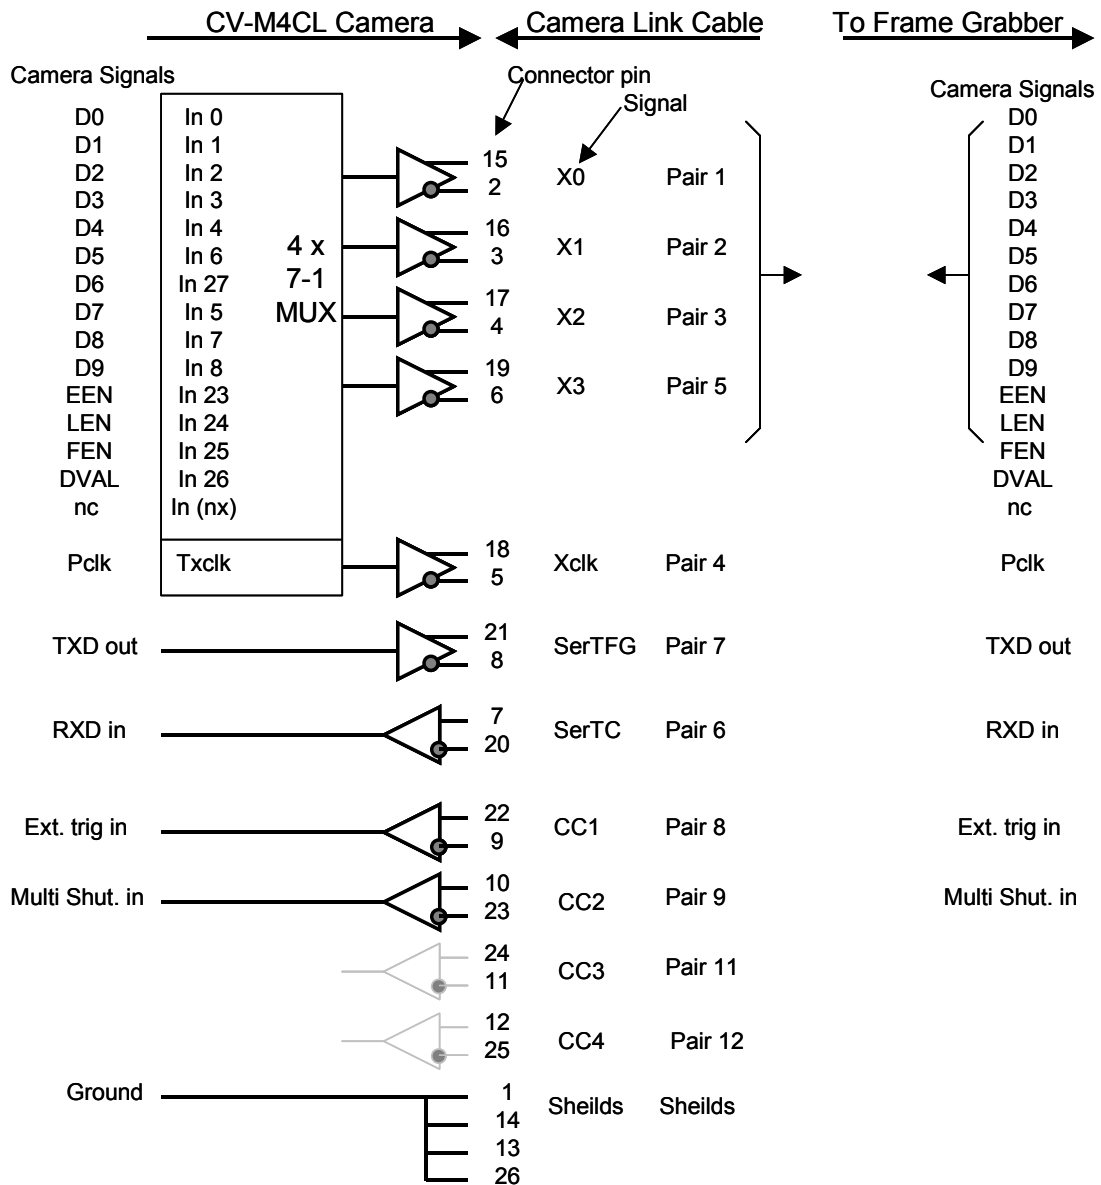 CV-M4CL Camera Camera Link Cable To Frame Grabber
Camera Signals Connector pin
Signal Camera Signals
D0 In 0 D0
D1 In 1 D1
D2 In 2 15 X0 Pair 1 D2
2
D3 In 3 D3
D4 In 4 16 D4
4 x X1 Pair 2
D5 In 6 3 D5
D6 In 27 7-1 D6
D7 In 5 MUX 17 X2 Pair 3 D7
4
D8 In 7 D8
D9 In 8 19 D9
X3 Pair 5
EEN In 23 6 EEN
LEN In 24 LEN
FEN In 25 FEN
DVAL In 26 DVAL
nc In (nx) nc
18
Pclk Txclk Xclk Pair 4 Pclk
5
21
TXD out SerTFG Pair 7 TXD out
8
7
RXD in SerTC Pair 6 RXD in
20
22
Ext. trig in CC1 Pair 8 Ext. trig in
9
10
Multi Shut. in CC2 Pair 9 Multi Shut. in
23
24
CC3 Pair 11
11
12
CC4 Pair 12
25
Ground 1
Sheilds Sheilds
14
13
26